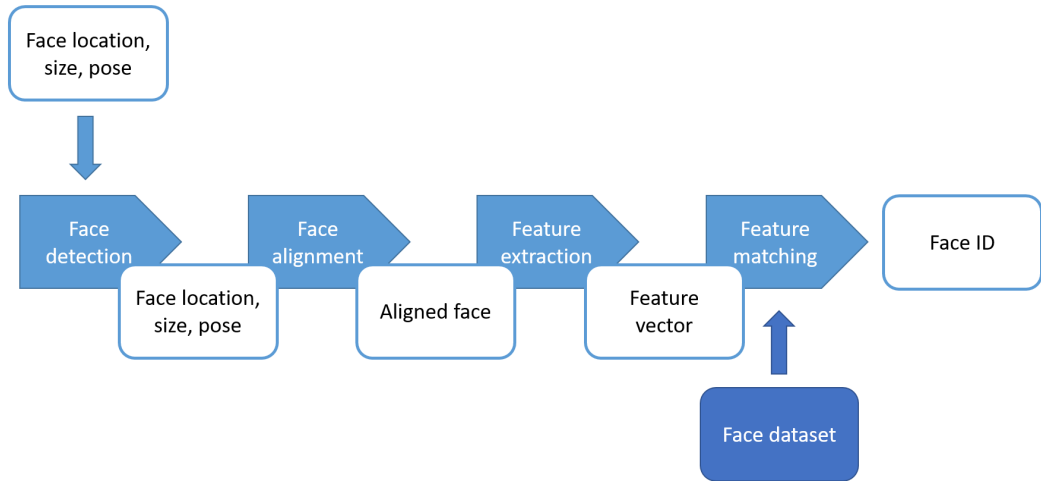 Face location,
size, pose
Face
detection
Face location,
size, pose
Face
alignment
Aligned face
Feature
extraction
Feature
vector
Feature
matching
Face dataset
Face ID